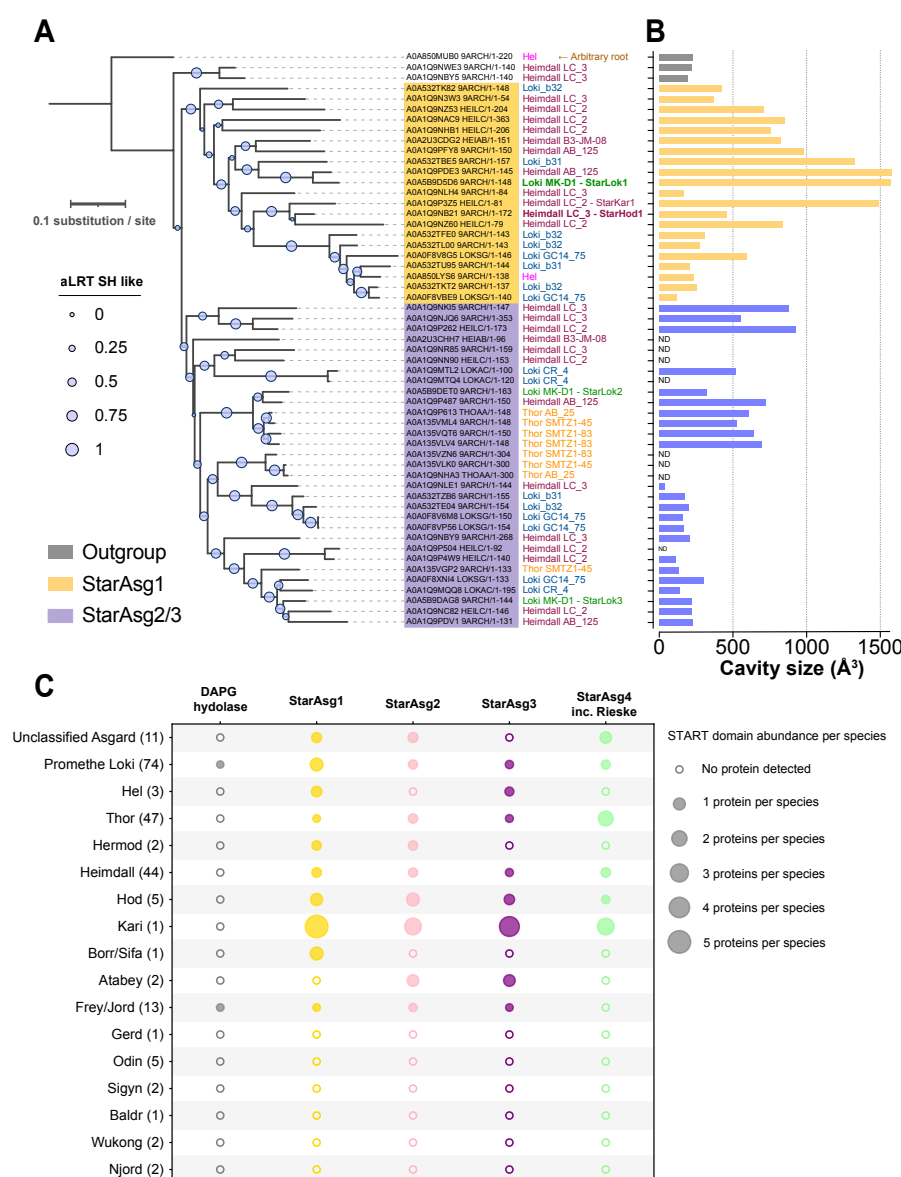 A
B
A0A850MUB0 9ARCH/1-220 Hel ← Arbitrary root
A0A1Q9NWE3 9ARCH/1-140 Heimdall LC_3
A0A1Q9NBY5 9ARCH/1-140 Heimdall LC_3
A0A532TK82 9ARCH/1-148 Loki_b32
A0A1Q9N3W3 9ARCH/1-54 Heimdall LC_3
A0A1Q9NZ53 HEILC/1-204 Heimdall LC_2
A0A1Q9NAC9 HEILC/1-363 Heimdall LC_2
A0A1Q9NHB1 HEILC/1-206 Heimdall LC_2
A0A2U3CDG2 HEIAB/1-151 Heimdall B3-JM-08
A0A1Q9PFY8 9ARCH/1-150 Heimdall AB_125
A0A532TBE5 9ARCH/1-157 Loki_b31
A0A1Q9PDE3 9ARCH/1-145 Heimdall AB_125
A0A5B9D5D6 9ARCH/1-148 Loki MK-D1 - StarLok1
A0A1Q9NLH4 9ARCH/1-84 Heimdall LC_3
A0A1Q9P3Z5 HEILC/1-81 Heimdall LC_2 - StarKar1
A0A1Q9NB21 9ARCH/1-172 Heimdall LC_3 - StarHod1
A0A1Q9NZ60 HEILC/1-79 Heimdall LC_2
A0A532TFE0 9ARCH/1-143 Loki_b32
A0A532TL00 9ARCH/1-143 Loki_b32
A0A0F8V8G5 LOKSG/1-146 Loki GC14_75
A0A532TU95 9ARCH/1-144 Loki_b31
A0A850LYS6 9ARCH/1-138 Hel
A0A532TKT2 9ARCH/1-137 Loki_b32
A0A0F8VBE9 LOKSG/1-140 Loki GC14_75
A0A1Q9NKI5 9ARCH/1-147 Heimdall LC_3
A0A1Q9NJQ6 9ARCH/1-353 Heimdall LC_3
A0A1Q9P262 HEILC/1-173 Heimdall LC_2
A0A2U3CHH7 HEIAB/1-96 Heimdall B3-JM-08 ND
A0A1Q9NR85 9ARCH/1-159 Heimdall LC_3 ND
A0A1Q9NN90 HEILC/1-153 Heimdall LC_2 ND
A0A1Q9MTL2 LOKAC/1-100 Loki CR_4
A0A1Q9MTQ4 LOKAC/1-120 Loki CR_4 ND
A0A5B9DET0 9ARCH/1-163 Loki MK-D1 - StarLok2
A0A1Q9P487 9ARCH/1-150 Heimdall AB_125
A0A1Q9P613 THOAA/1-148 Thor AB_25
A0A135VML4 9ARCH/1-148 Thor SMTZ1-45
A0A135VQT6 9ARCH/1-150 Thor SMTZ1-83
A0A135VLV4 9ARCH/1-148 Thor SMTZ1-83
A0A135VZN6 9ARCH/1-304 Thor SMTZ1-83 ND
A0A135VLK0 9ARCH/1-300 Thor SMTZ1-45 ND
A0A1Q9NHA3 THOAA/1-300 Thor AB_25 ND
A0A1Q9NLE1 9ARCH/1-144 Heimdall LC_3
A0A532TZB6 9ARCH/1-155 Loki_b31
A0A532TE04 9ARCH/1-154 Loki_b32
A0A0F8V6M8 LOKSG/1-150 Loki GC14_75
A0A0F8VP56 LOKSG/1-154 Loki GC14_75
A0A1Q9NBY9 9ARCH/1-268 Heimdall LC_3
A0A1Q9P504 HEILC/1-92 Heimdall LC_2 ND
A0A1Q9P4W9 HEILC/1-140 Heimdall LC_2
A0A135VGP2 9ARCH/1-133 Thor SMTZ1-45
A0A0F8XNI4 LOKSG/1-133 Loki GC14_75
A0A1Q9MQQ8 LOKAC/1-195 Loki CR_4
A0A5B9DAG8 9ARCH/1-144 Loki MK-D1 - StarLok3
A0A1Q9NC82 HEILC/1-146 Heimdall LC_2
A0A1Q9PDV1 9ARCH/1-131 Heimdall AB_125
0.1 substitution / site
aLRT SH like
0
0.25
0.5
0.75
1
Outgroup
StarAsg1
StarAsg2/3
0 500 1000 1500
Cavity size (Å³)
C
DAPG
hydolase
StarAsg1
StarAsg2
StarAsg3
StarAsg4
inc. Rieske
Unclassified Asgard (11)
Promethe Loki (74)
Hel (3)
Thor (47)
Hermod (2)
Heimdall (44)
Hod (5)
Kari (1)
Borr/Sifa (1)
Atabey (2)
Frey/Jord (13)
Gerd (1)
Odin (5)
Sigyn (2)
Baldr (1)
Wukong (2)
Njord (2)
START domain abundance per species
No protein detected
1 protein per species
2 proteins per species
3 proteins per species
4 proteins per species
5 proteins per species